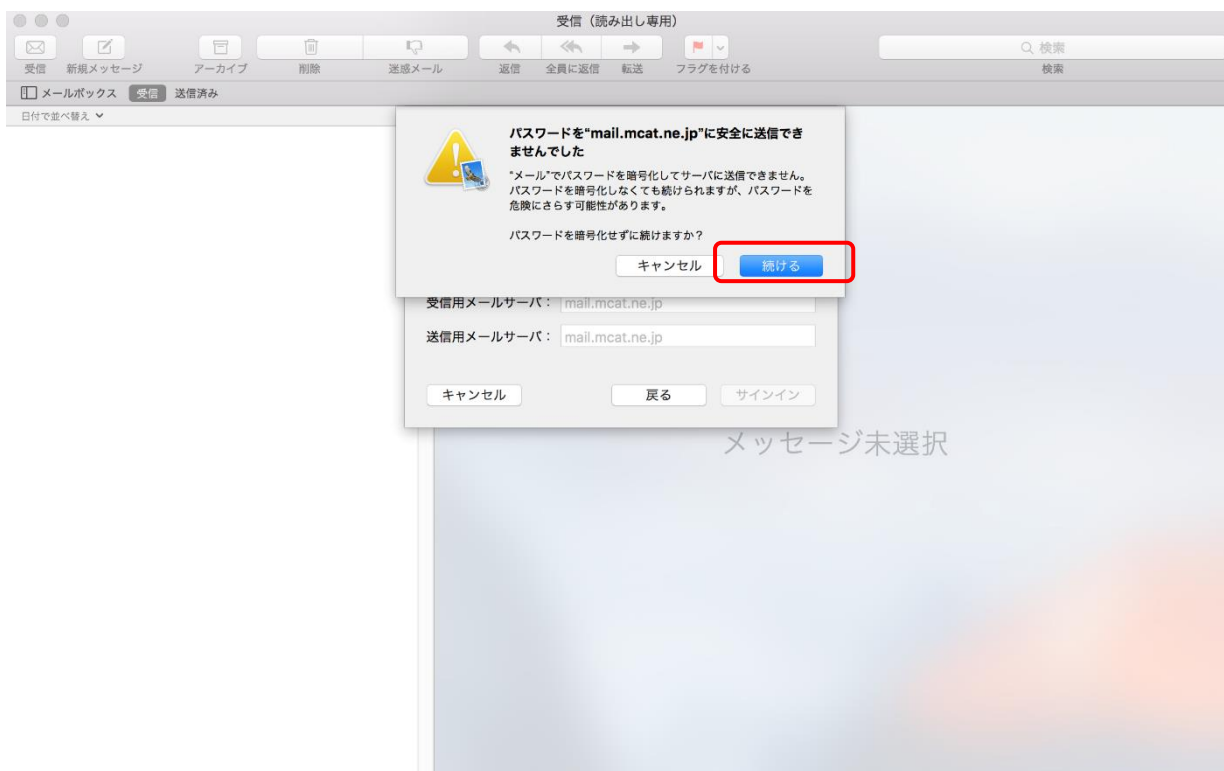 受信（読み出し専用）
検索
受信 新規メッセージ アーカイブ 削除 迷惑メール 返信 全員に返信 転送 フラグを付ける 検索
メールボックス 受信 送信済み
日付で並べ替え
パスワードを“mail.mcat.ne.jp”に安全に送信でき
ませんでした
“メール”でパスワードを暗号化してサーバに送信できません。
パスワードを暗号化しなくても続けられますが、パスワードを
危険にさらす可能性があります。
パスワードを暗号化せずに続けますか？
キャンセル 続ける
受信用メールサーバ： mail.mcat.ne.jp
送信用メールサーバ： mail.mcat.ne.jp
キャンセル 戻る サインイン
メッセージ未選択